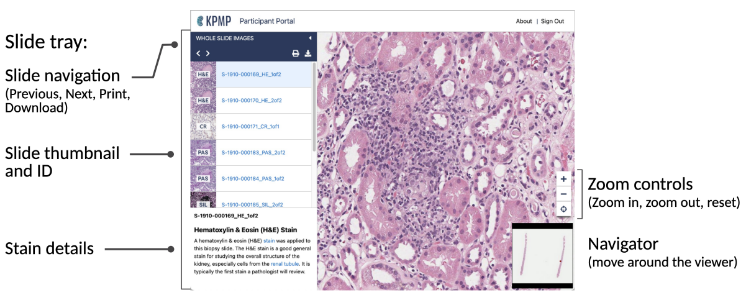 KPMP Participant Portal
About | Sign Out
Slide tray:
WHOLE SLIDE IMAGES
Slide navigation
(Previous, Next, Print,
Download)
H&E S-1910-000169_HE_1of2
H&E S-1910-000170_HE_2of2
CR S-1910-000171_CR_1of1
Slide thumbnail
and ID
PAS S-1910-000183_PAS_2of2
PAS S-1910-000184_PAS_1of2
SIL S-1910-000185_SIL_2of2
Zoom controls
(Zoom in, zoom out, reset)
S-1910-000169_HE_1of2
Hematoxylin & Eosin (H&E) Stain
Stain details
A hematoxylin & eosin (H&E) stain was applied to
this biopsy slide. The H&E stain is a good general
stain for studying the overall structure of the
kidney, especially cells from the renal tubule. It is
typically the first stain a pathologist will review.
Navigator
(move around the viewer)